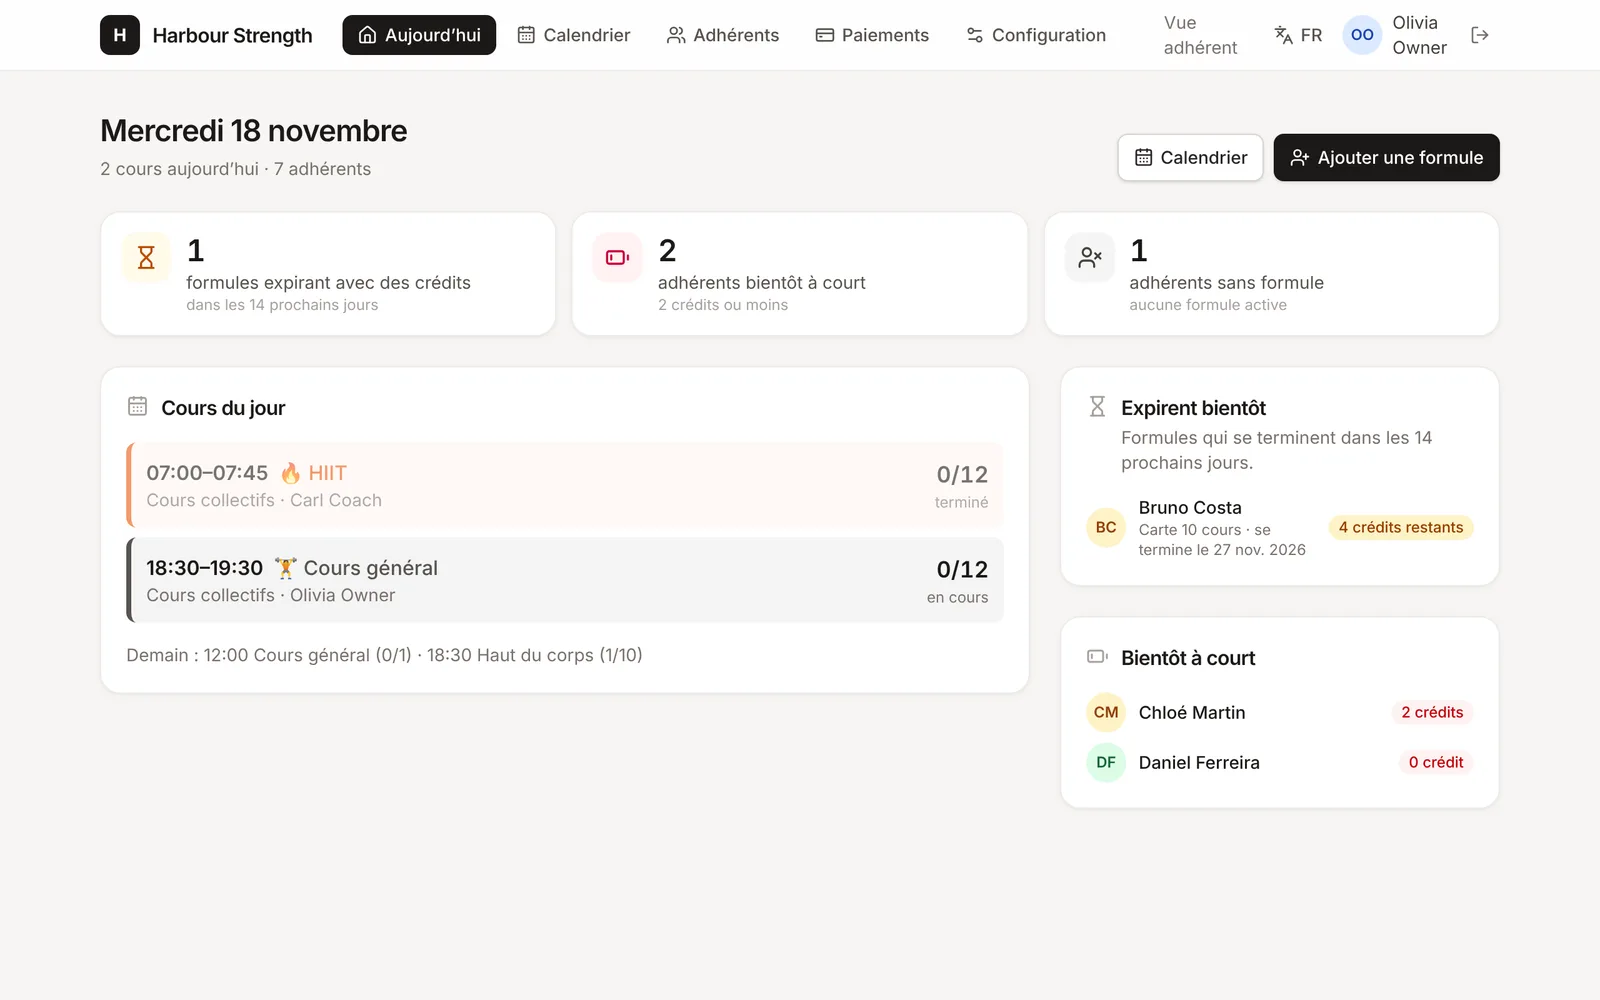 H Harbour Strength Aujourd’hui Calendrier Adhérents Paiements Configuration Vue adhérent FR OO Olivia Owner
Mercredi 18 novembre
2 cours aujourd’hui · 7 adhérents
Calendrier Ajouter une formule
1
formules expirant avec des crédits
dans les 14 prochains jours
2
adhérents bientôt à court
2 crédits ou moins
1
adhérents sans formule
aucune formule active
Cours du jour
07:00–07:45 🔥 HIIT 0/12
Cours collectifs · Carl Coach terminé
18:30–19:30 🏋️ Cours général 0/12
Cours collectifs · Olivia Owner en cours
Demain : 12:00 Cours général (0/1) · 18:30 Haut du corps (1/10)
Expirent bientôt
Formules qui se terminent dans les 14
prochains jours.
BC Bruno Costa
Carte 10 cours · se
termine le 27 nov. 2026
4 crédits restants
Bientôt à court
CM Chloé Martin 2 crédits
DF Daniel Ferreira 0 crédit